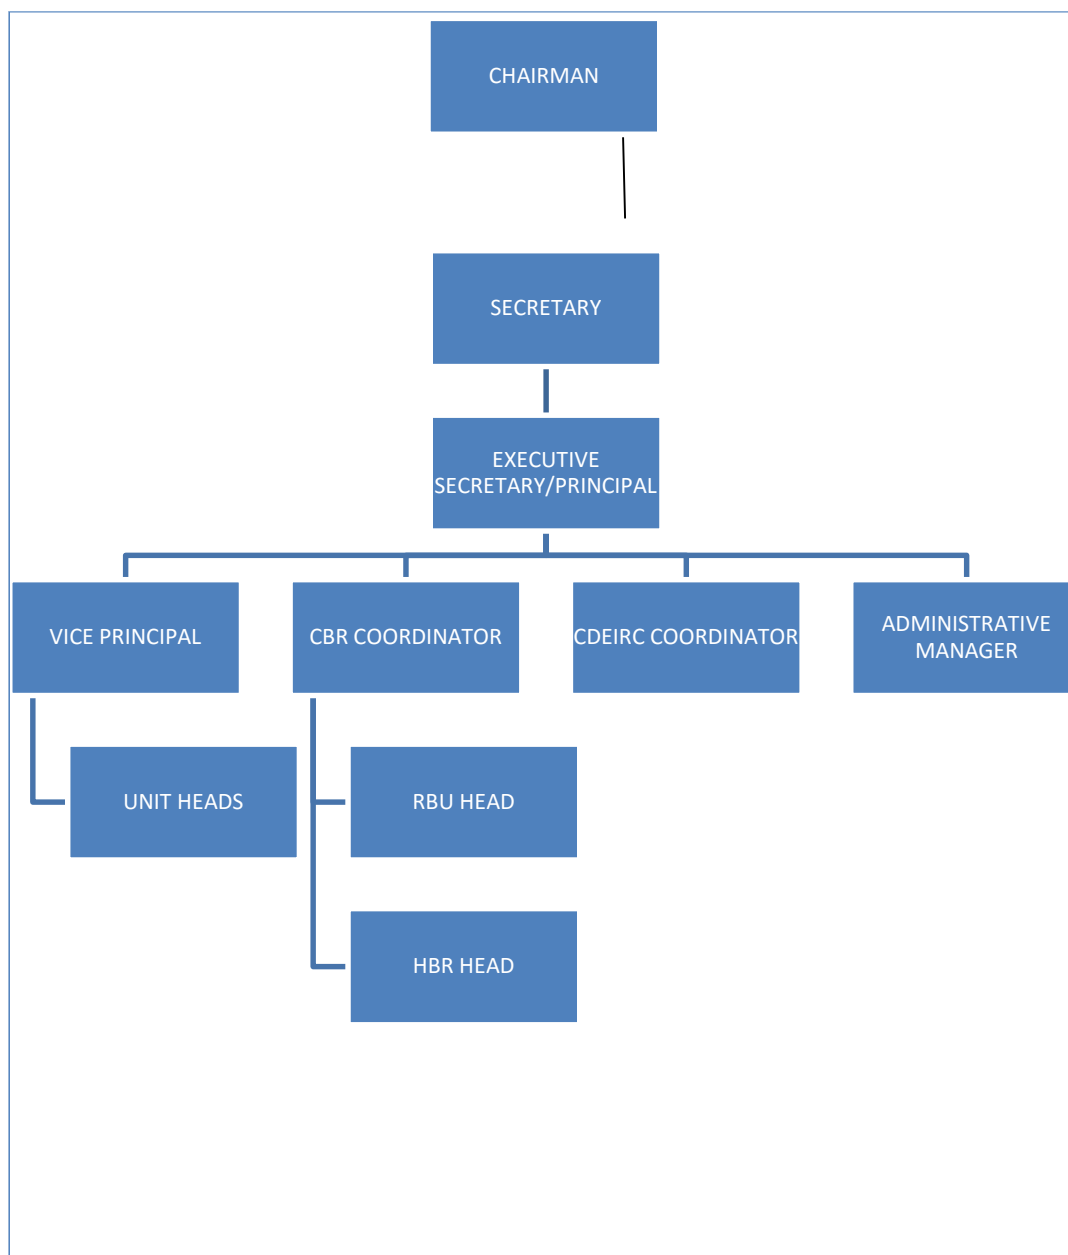 CHAIRMAN
SECRETARY
EXECUTIVE
SECRETARY/PRINCIPAL
VICE PRINCIPAL
CBR COORDINATOR
CDEIRC COORDINATOR
ADMINISTRATIVE
MANAGER
UNIT HEADS
RBU HEAD
HBR HEAD